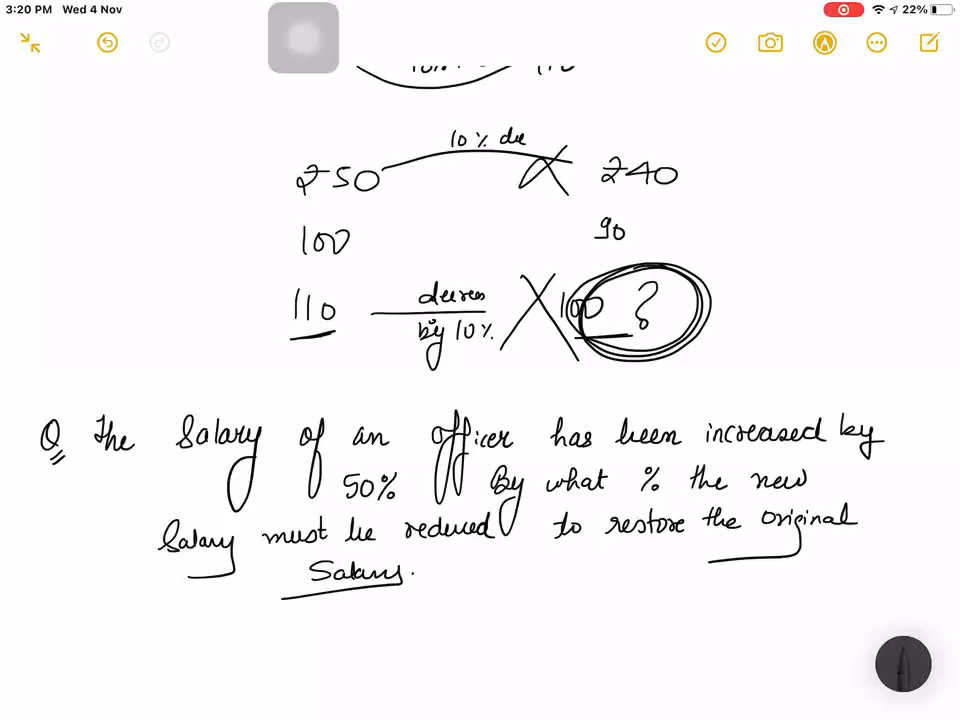 3:20 PM Wed 4 Nov 22%
10% dec
250 240
100 90
110 decreas by 10% 100 ?
Q The Salary of an officer has been increased by
50% By what % the new
Salary must be reduced to restore the original
Salary.